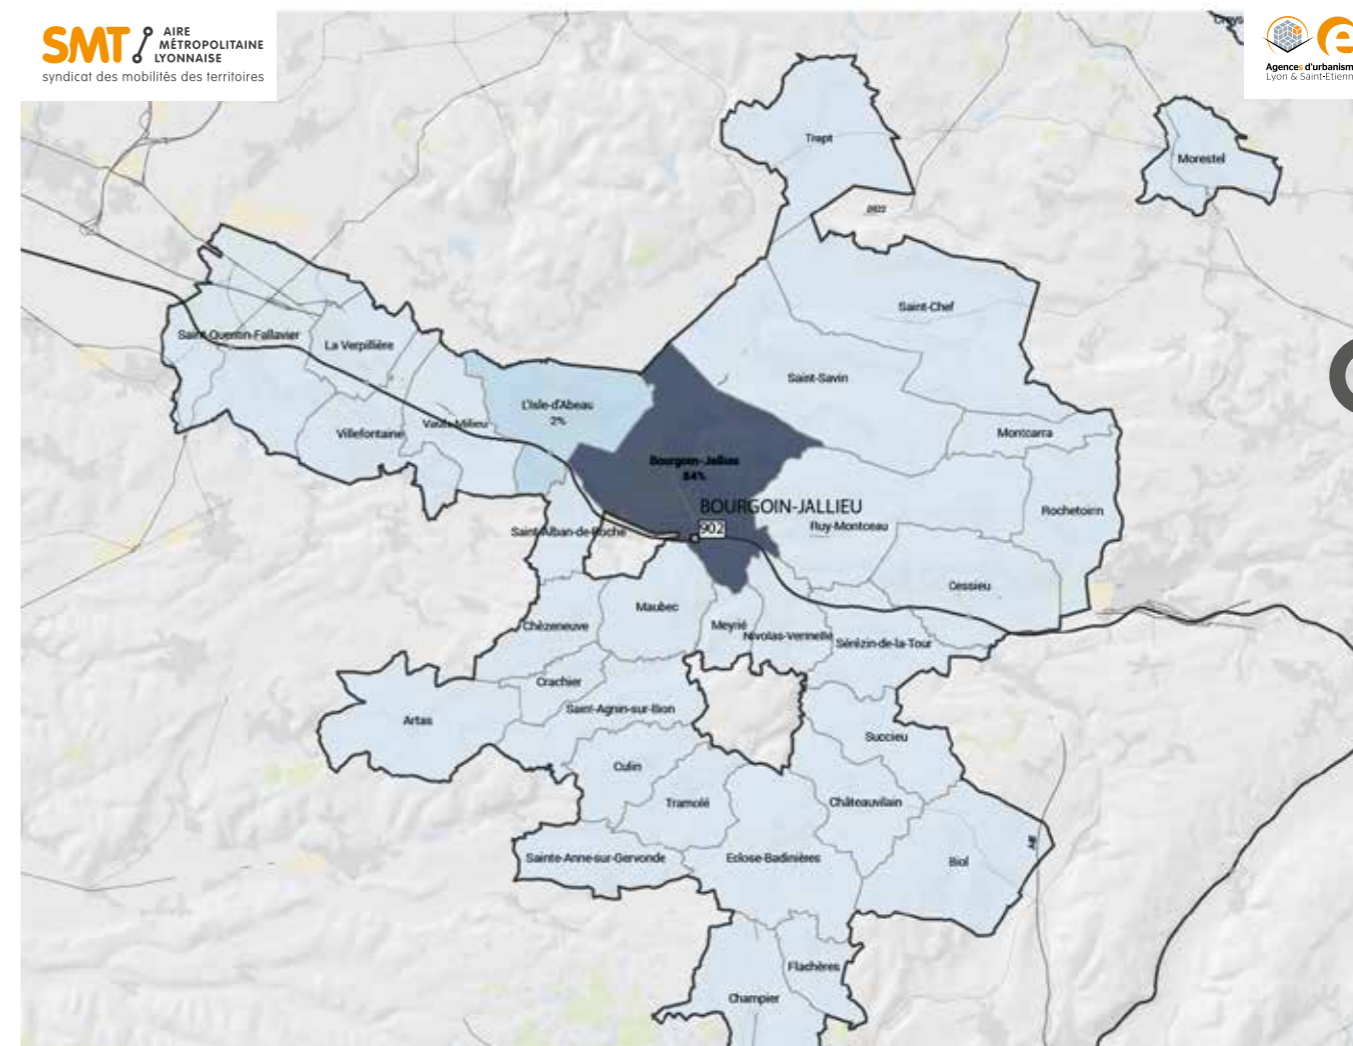 SMT AIRE
MÉTROPOLITAINE
LYONNAISE
syndicat des mobilités des territoires
Agences d'urbanism
Lyon & Saint-Etienn
Trept
Morestel
Saint-Chef
Saint-Quentin-Fallavier
La Verpillière
Saint-Savin
L'Isle-d'Abeau
2%
Villefontaine
Vaulx-Milieu
Montcarra
Bourgoin-Jallieu
84%
BOURGOIN-JALLIEU
902
Rochetoirin
Ruy-Montceau
Saint-Alban-de-Roche
Cessieu
Maubec
Chèzeneuve
Meyrié
Nivolas-Vermelle
Sérézin-de-la-Tour
Crachier
Saint-Agnin-sur-Bion
Artas
Succieu
Culin
Tramolé
Châteauvilain
Sainte-Anne-sur-Gervonde
Eclose-Badinières
Biol
Flachères
Champier